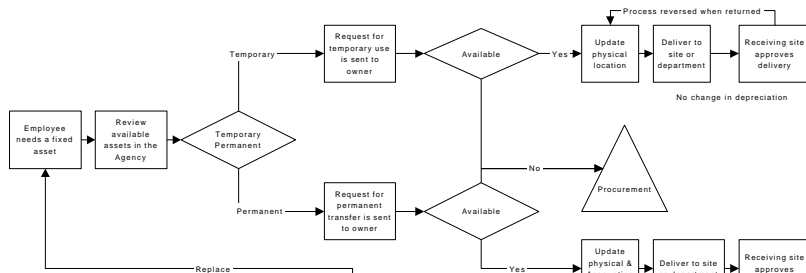 Process reversed when returned
Temporary
Request for
temporary use
is sent to
owner
Available
Yes
Update
physical
location
Deliver to
site or
department
Receiving site
approves
delivery
No change in depreciation
Employee
needs a fixed
asset
Review
available
assets in the
Agency
Temporary
Permanent
No
Procurement
Permanent
Request for
permanent
transfer is sent
to owner
Available
Replace
Yes
Update
physical &
Deliver to site
Receiving site
approves